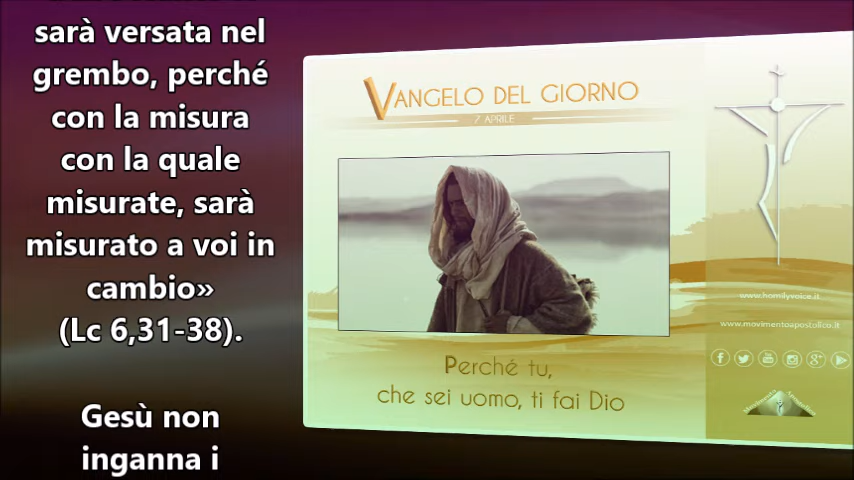 sarà versata nel
grembo, perché
con la misura
con la quale
misurate, sarà
misurato a voi in
cambio»
(Lc 6,31-38).
Gesù non
inganna i
VANGELO DEL GIORNO
7 APRILE
Perché tu,
che sei uomo, ti fai Dio
www.homilyvoice.it
www.movimentoapostolico.it